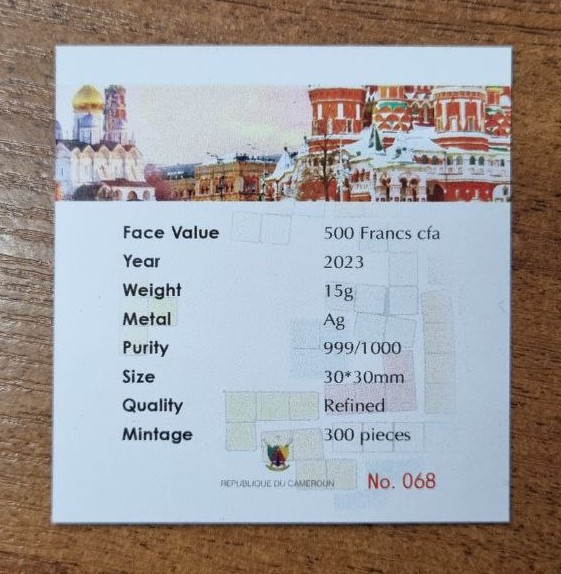 Face Value 500 Francs cfa
Year 2023
Weight 15g
Metal Ag
Purity 999/1000
Size 30*30mm
Quality Refined
Mintage 300 pieces
REPUBLIQUE DU CAMEROUN No. 068